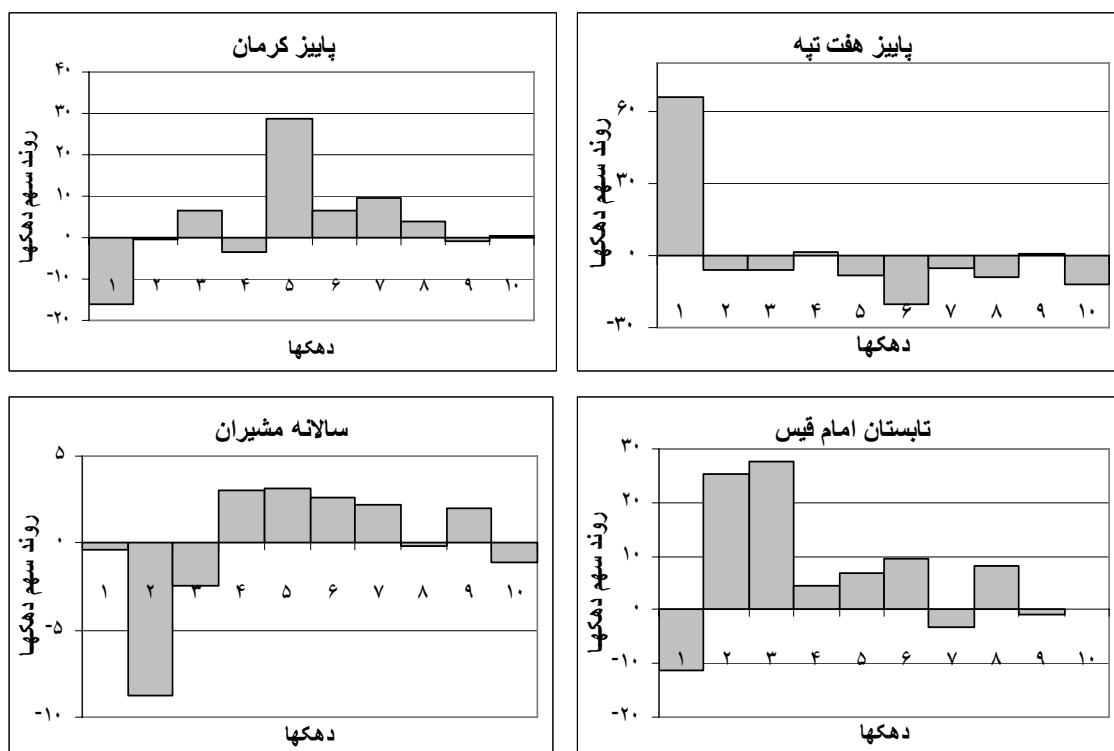 پاییز کرمان
روند سهم دهکها
۴۰
۳۰
۲۰
۱۰
۰
-۱۰
-۲۰
۱ ۲ ۳ ۴ ۵ ۶ ۷ ۸ ۹ ۱۰
دهکها
پاییز هفت تپه
روند سهم دهکها
۶۰
۳۰
۰
-۳۰
۱ ۲ ۳ ۴ ۵ ۶ ۷ ۸ ۹ ۱۰
دهکها
سالانه مشیران
روند سهم دهکها
۵
۰
-۵
-۱۰
۱ ۲ ۳ ۴ ۵ ۶ ۷ ۸ ۹ ۱۰
دهکها
تابستان امام قیس
روند سهم دهکها
۳۰
۲۰
۱۰
۰
-۱۰
-۲۰
۱ ۲ ۳ ۴ ۵ ۶ ۷ ۸ ۹ ۱۰
دهکها